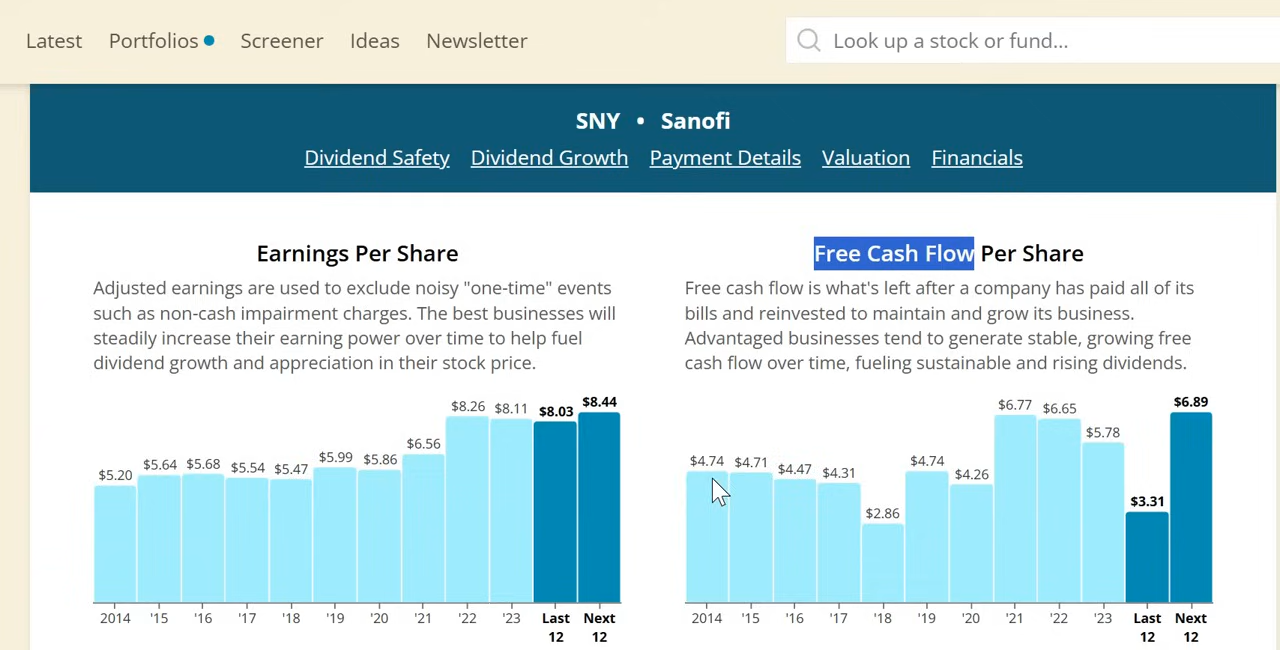 Latest Portfolios Screener Ideas Newsletter
Look up a stock or fund...
SNY • Sanofi
Dividend Safety Dividend Growth Payment Details Valuation Financials
Earnings Per Share
Adjusted earnings are used to exclude noisy "one-time" events
such as non-cash impairment charges. The best businesses will
steadily increase their earning power over time to help fuel
dividend growth and appreciation in their stock price.
$5.20 $5.64 $5.68 $5.54 $5.47 $5.99 $5.86 $6.56 $8.26 $8.11 $8.03 $8.44
2014 '15 '16 '17 '18 '19 '20 '21 '22 '23 Last Next
12 12
Free Cash Flow Per Share
Free cash flow is what's left after a company has paid all of its
bills and reinvested to maintain and grow its business.
Advantaged businesses tend to generate stable, growing free
cash flow over time, fueling sustainable and rising dividends.
$4.74 $4.71 $4.47 $4.31 $2.86 $4.74 $4.26 $6.77 $6.65 $5.78 $3.31 $6.89
2014 '15 '16 '17 '18 '19 '20 '21 '22 '23 Last Next
12 12